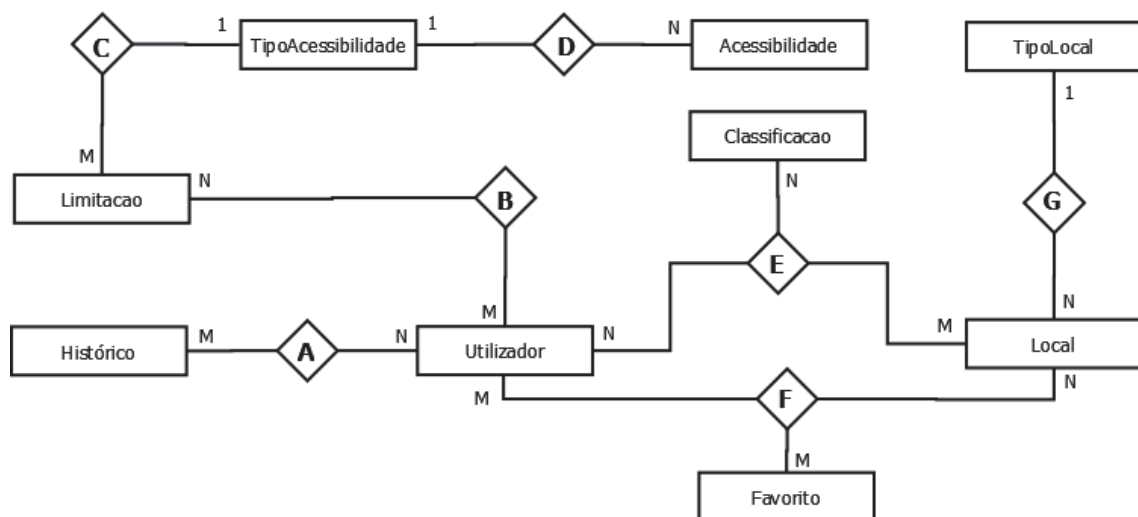 C
1
TipoAcessibilidade
1
D
N
Acessibilidade
TipoLocal
1
M
Classificacao
N
Limitacao
N
B
G
E
M
N
Histórico
M
A
N
Utilizador
N
M
Local
M
F
N
M
Favorito